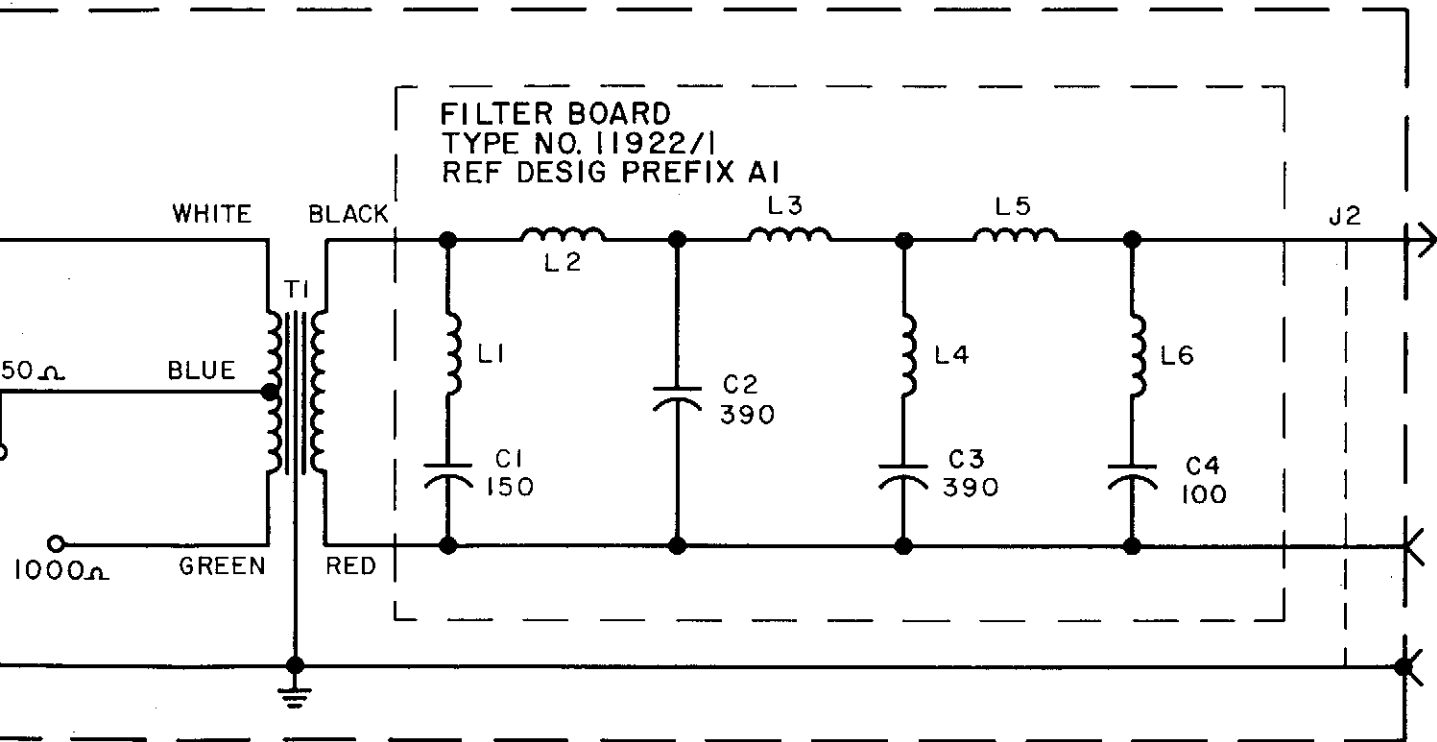 FILTER BOARD
TYPE NO. 11922/1
REF DESIG PREFIX A1
WHITE
BLACK
L3
L5
J2
L2
T1
L1
L4
L6
50Ω
BLUE
C2
390
C1
150
C3
390
C4
100
1000Ω
GREEN
RED